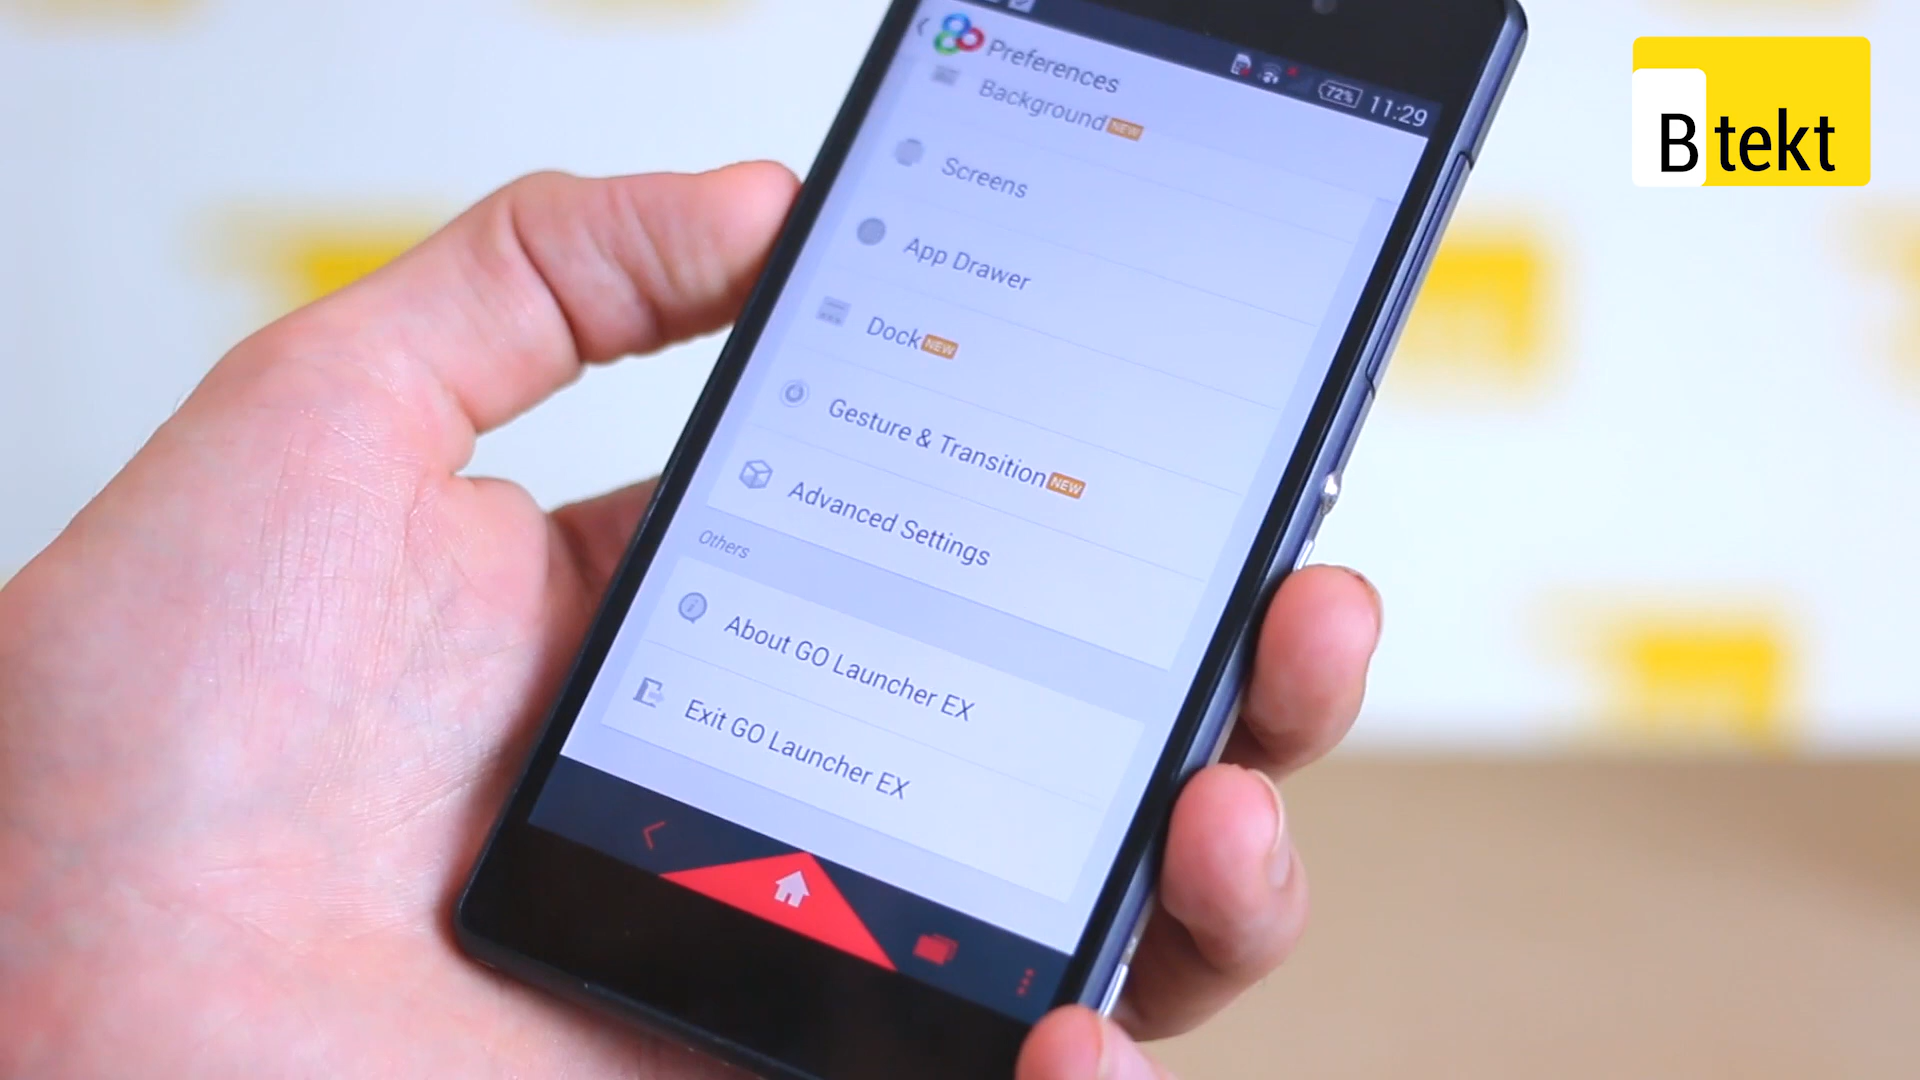 Preferences
72% 11:29
Background NEW
Screens
App Drawer
Dock NEW
Gesture & Transition NEW
Advanced Settings
Others
About GO Launcher EX
Exit GO Launcher EX
B tekt